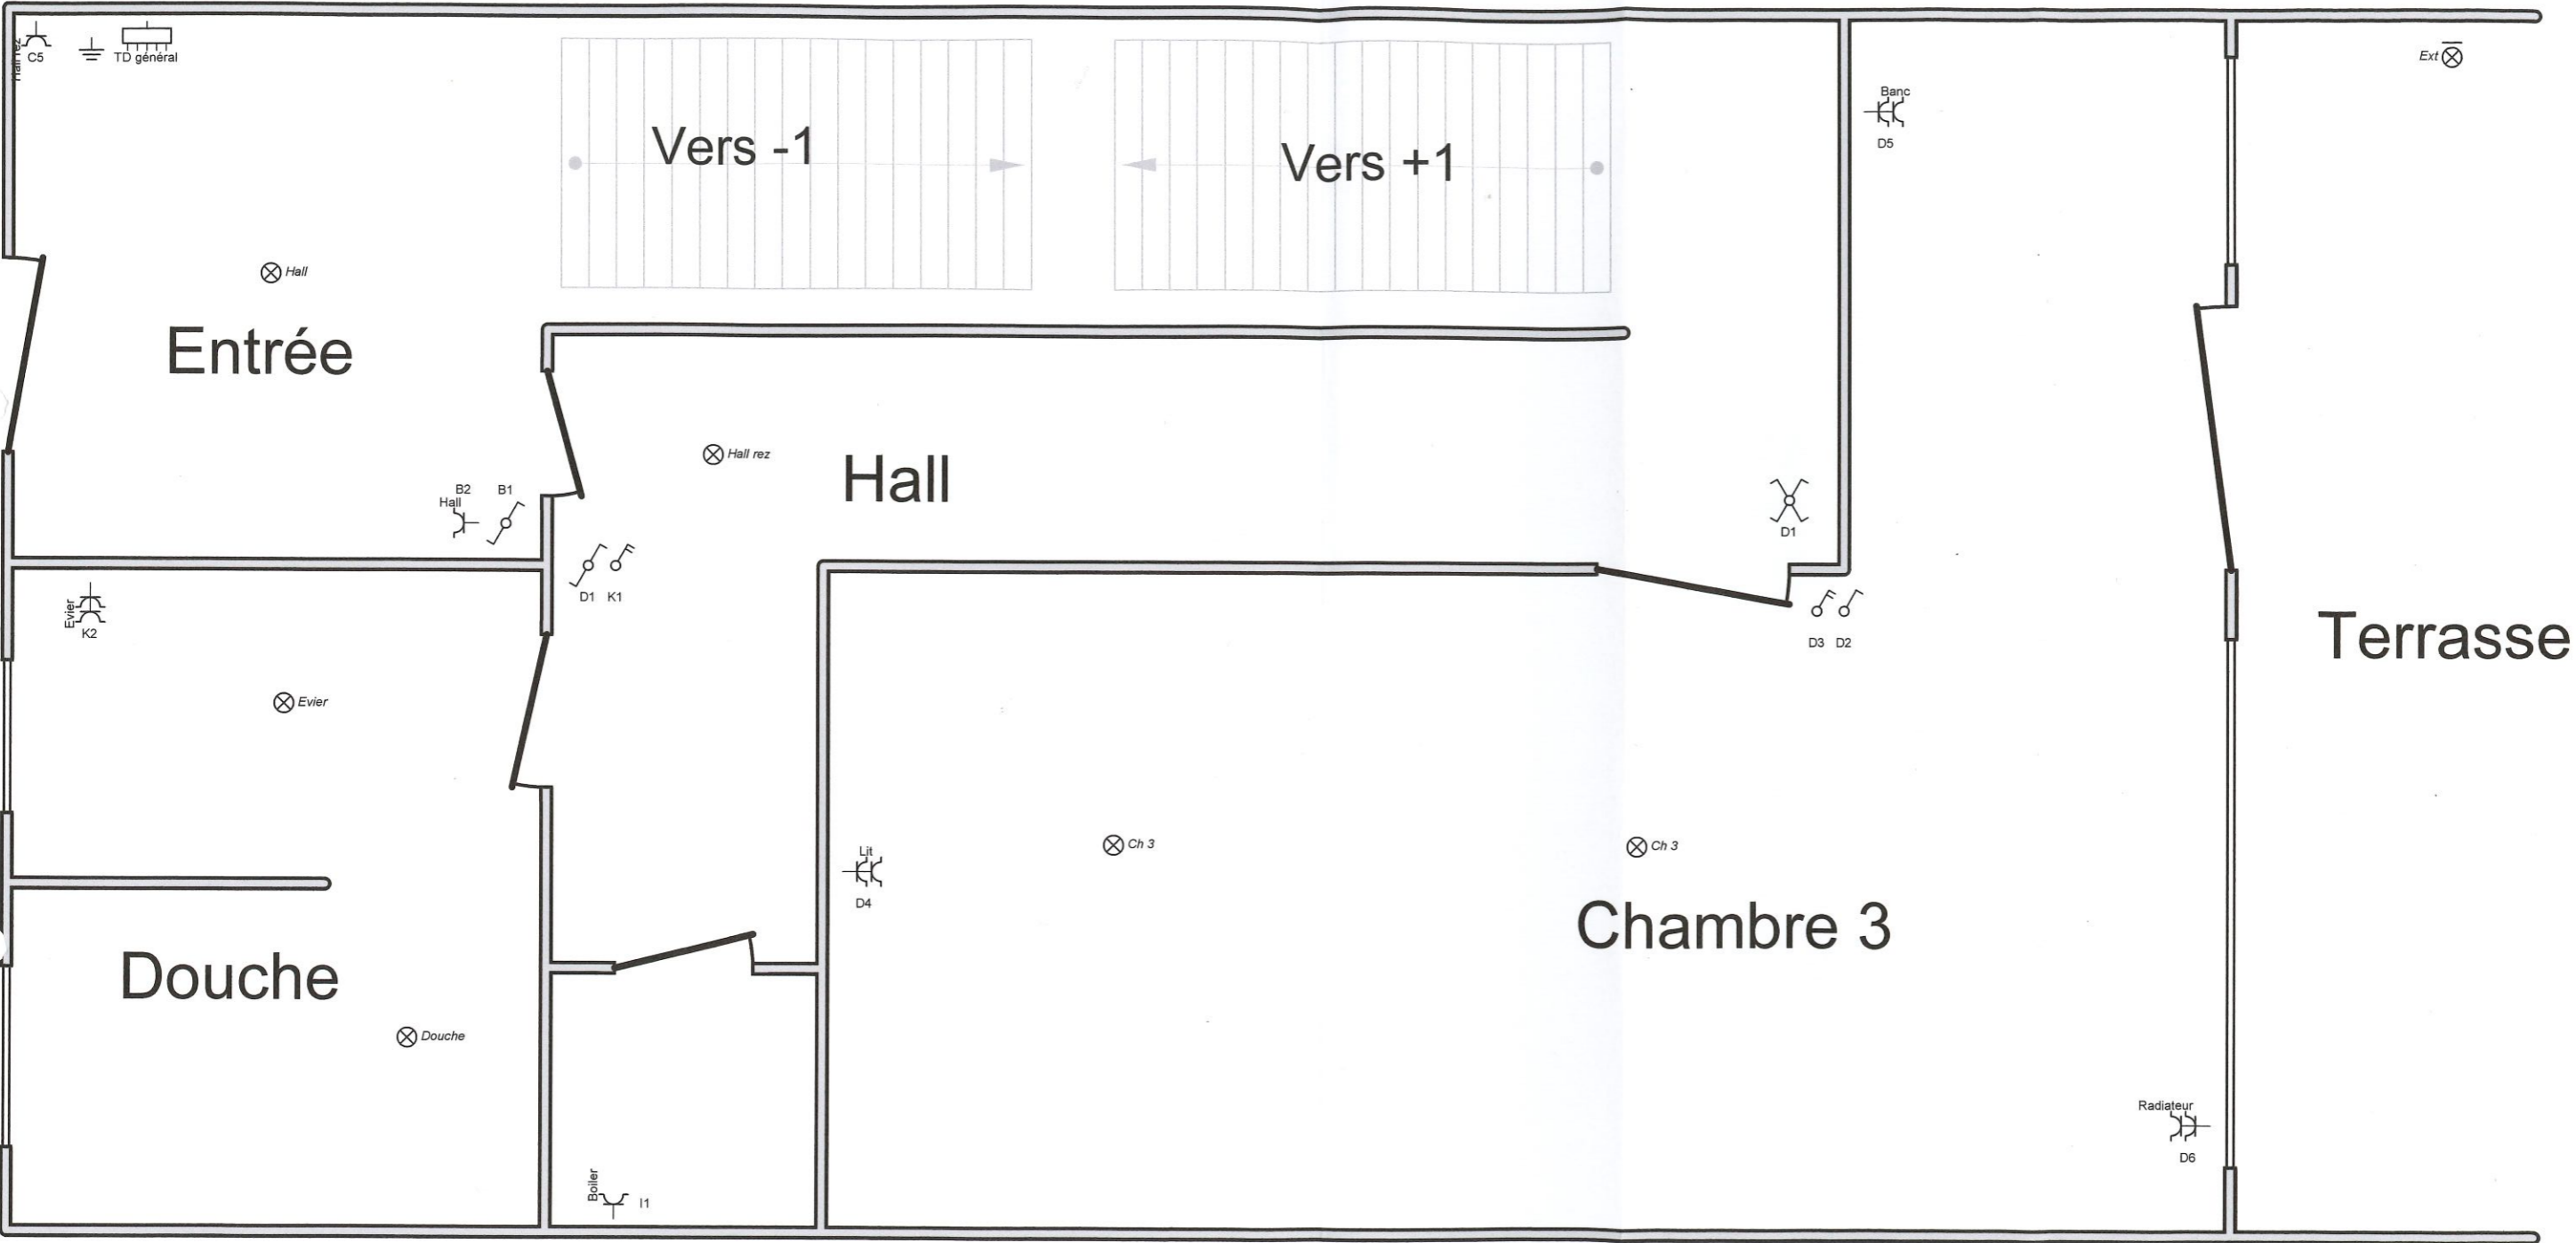 Hall rez
C5
TD général
Vers -1
Vers +1
Banc
D5
Ext
Hall
Entrée
Hall rez
Hall
B2
B1
Hall
D1
D1
K1
Evier
K2
D3
D2
Terrasse
Evier
Ch 3
Ch 3
Lit
D4
Chambre 3
Douche
Douche
Radiateur
D6
Boiler
I1